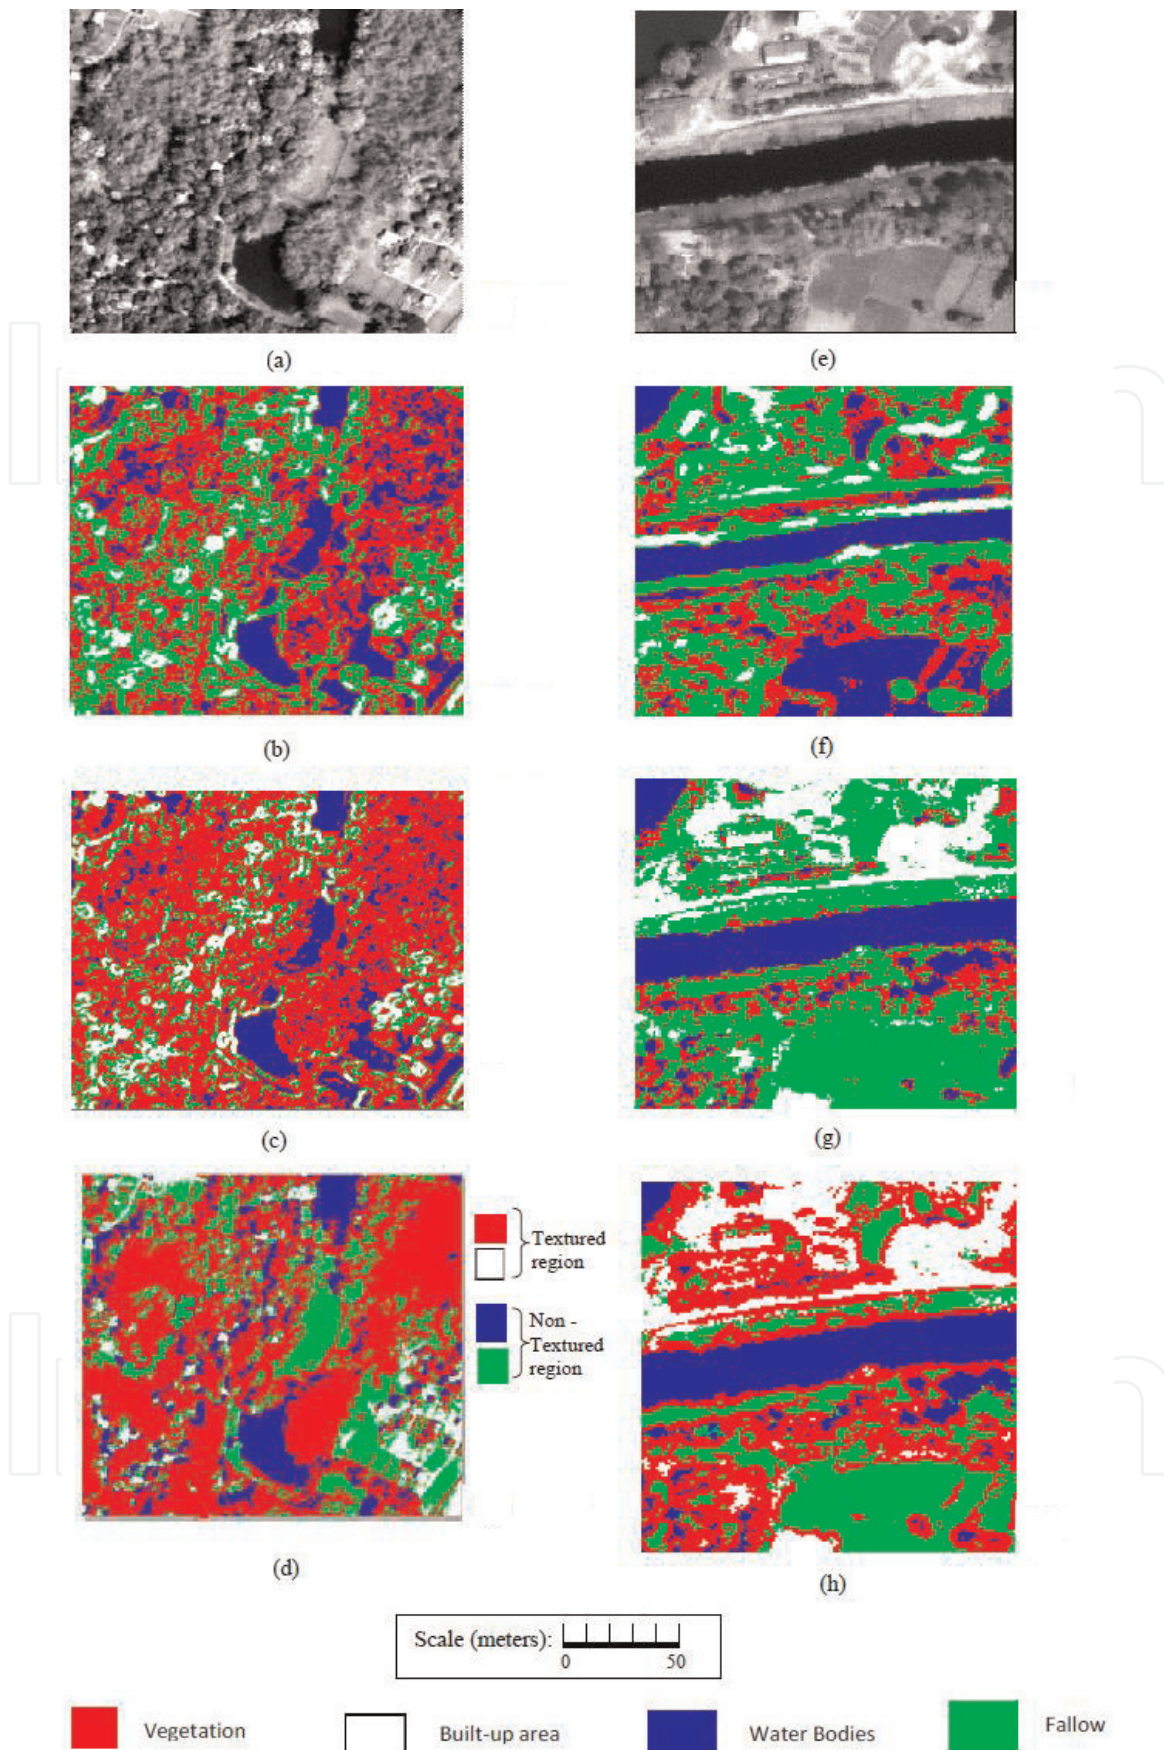 (a)
(e)
(b)
(f)
(c)
(g)
Textured
region
Non -
Textured
region
(d)
(h)
Scale (meters):
0 50
Vegetation
Built-up area
Water Bodies
Fallow